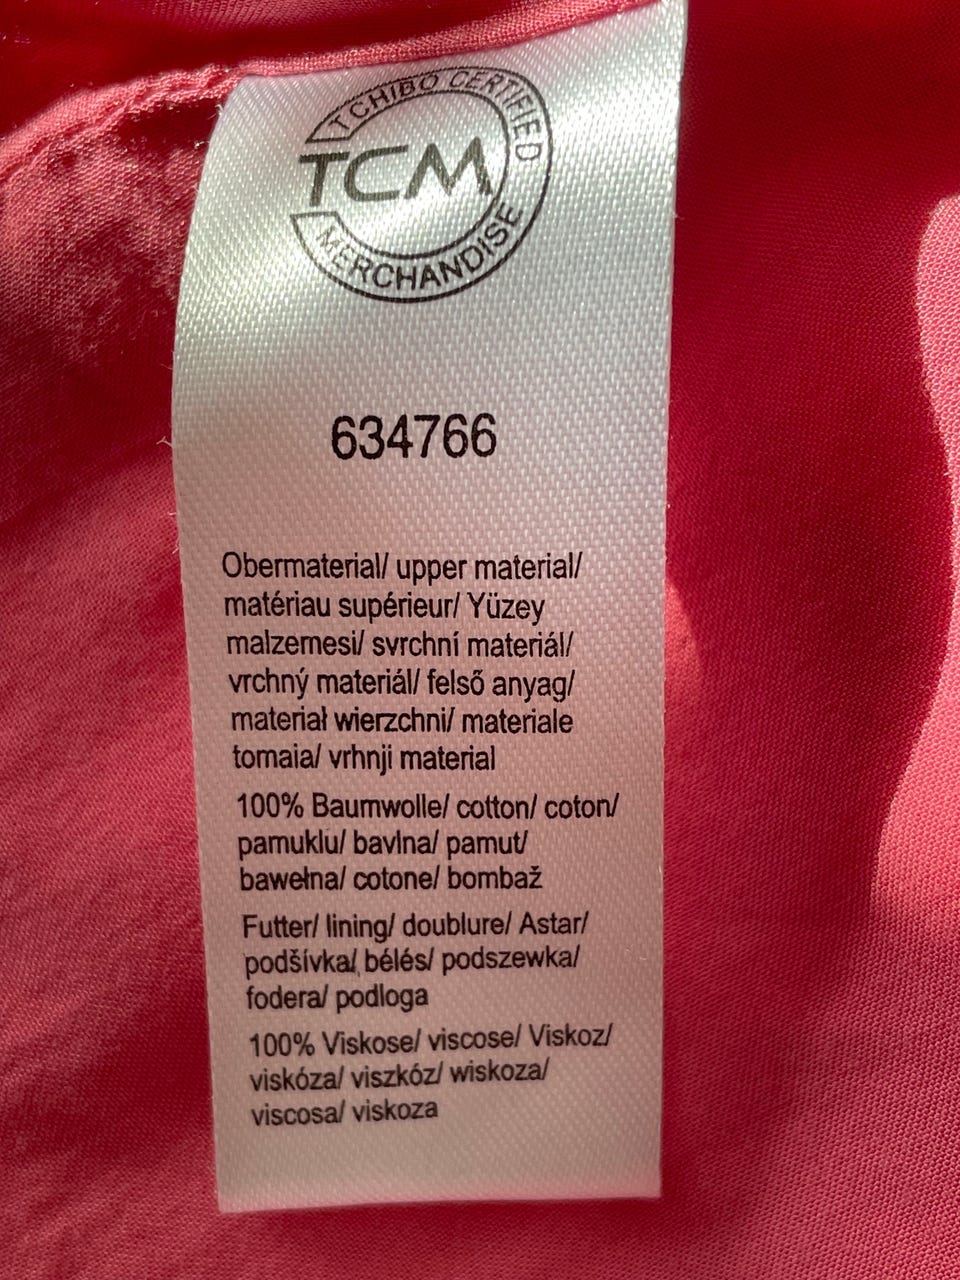 TCHIBO CERTIFIED
TCM
MERCHANDISE
634766
Obermaterial/ upper material/
matériau supérieur/ Yüzey
malzemesi/ svrchní materiál/
vrchný materiál/ felső anyag/
materiał wierzchni/ materiale
tomaia/ vrhnji material
100% Baumwolle/ cotton/ coton/
pamuklu/ bavlna/ pamut/
bawełna/ cotone/ bombaž
Futter/ lining/ doublure/ Astar/
podšívka/ bélés/ podszewka/
fodera/ podloga
100% Viskose/ viscose/ Viskoz/
viskóza/ viszkóz/ wiskoza/
viscosa/ viskoza